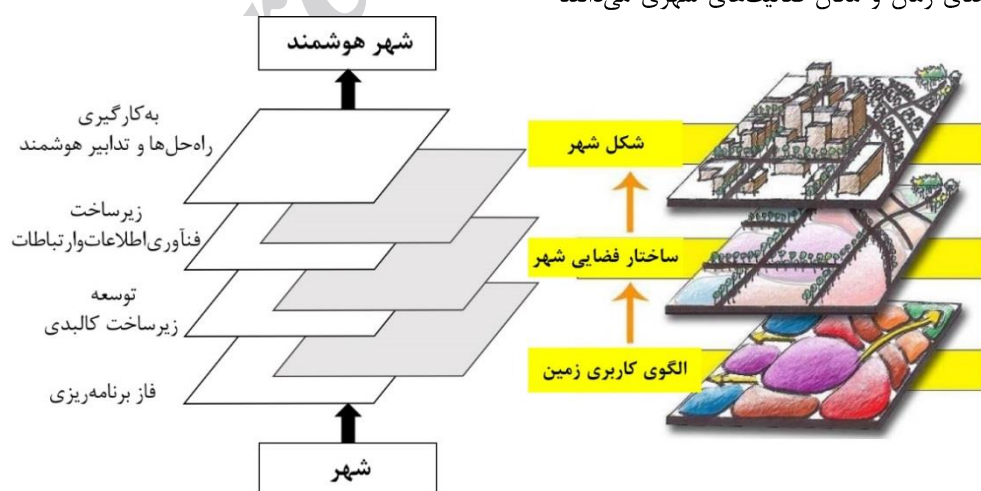 شهر هوشمند
به‌کارگیری
راه‌حل‌ها و تدابیر هوشمند
زیرساخت
فنآوری‌اطلاعات‌وارتباطات
توسعه
زیرساخت کالبدی
فاز برنامه‌ریزی
شهر
شکل شهر
ساختار فضایی شهر
الگوی کاربری زمین